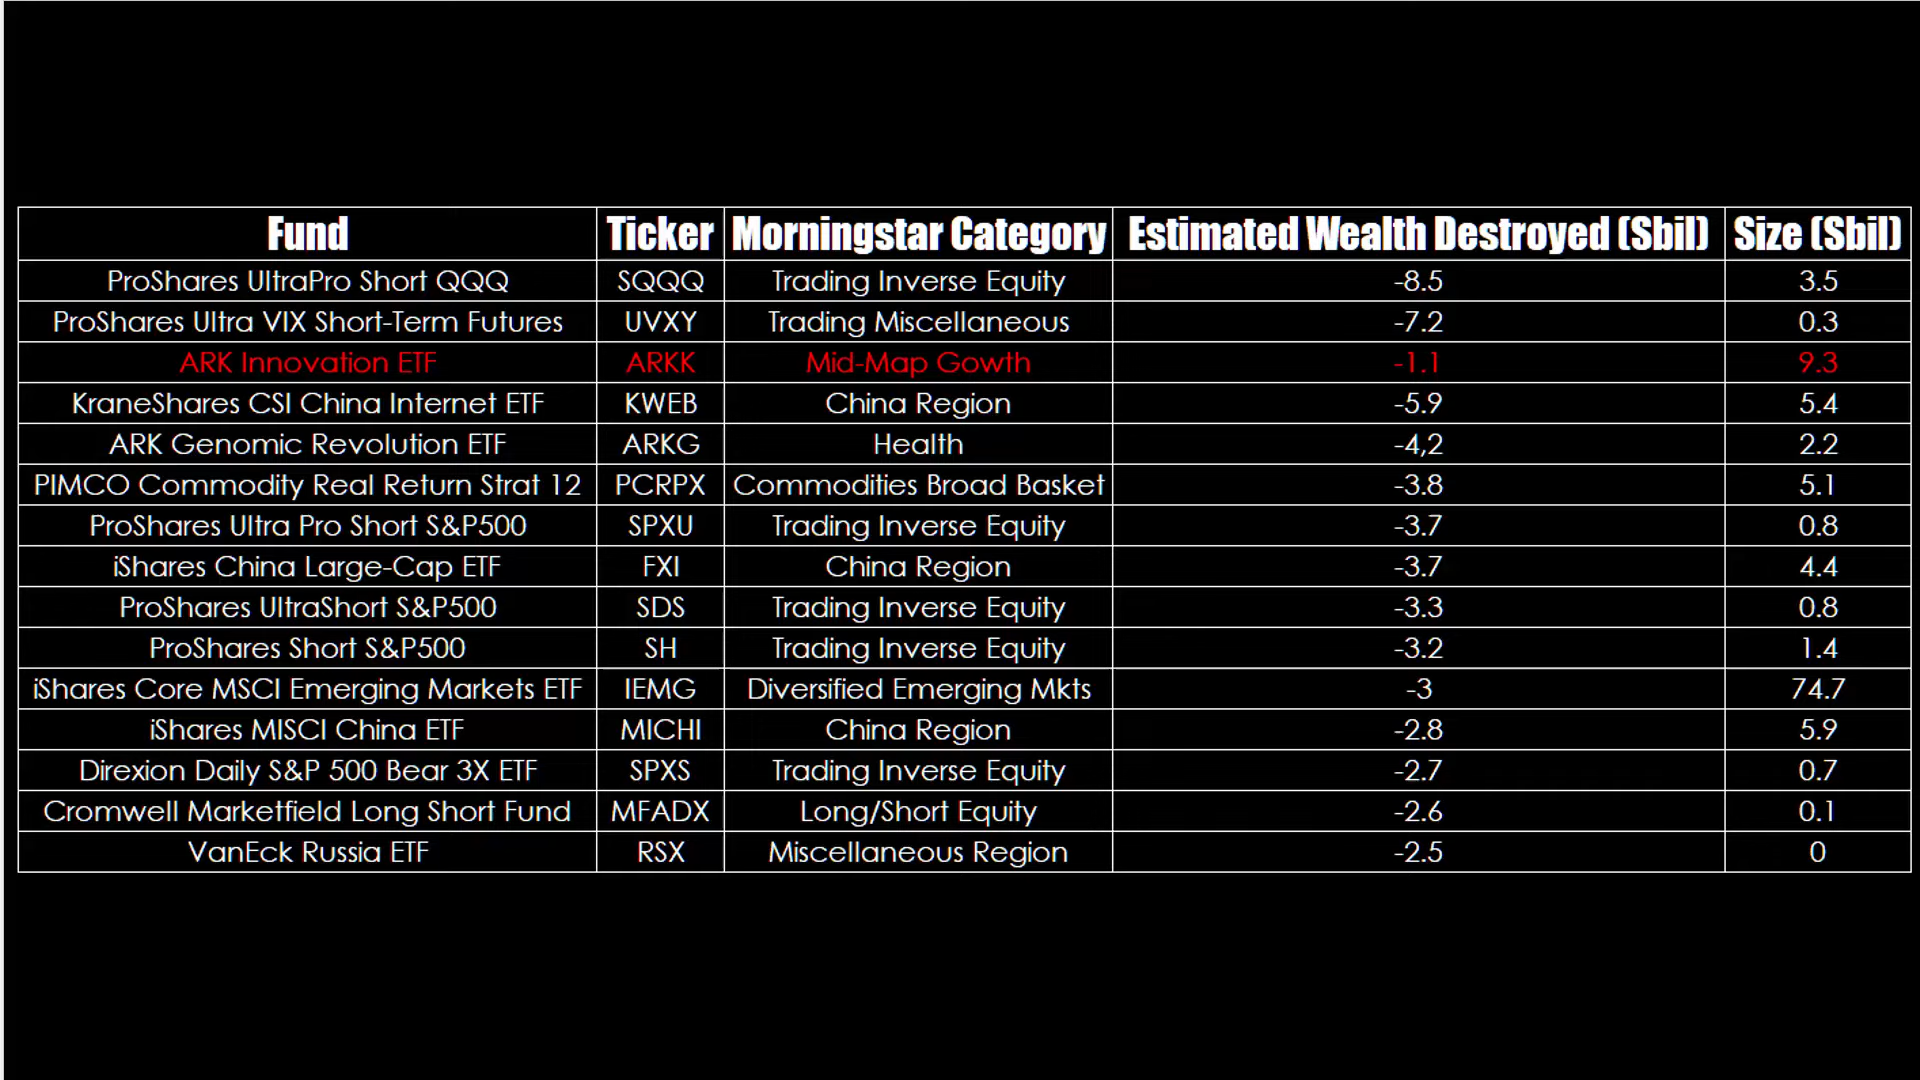 Fund Ticker Morningstar Category Estimated Wealth Destroyed (Sbil) Size (Sbil)
ProShares UltraPro Short QQQ SQQQ Trading Inverse Equity -8.5 3.5
ProShares Ultra VIX Short-Term Futures UVXY Trading Miscellaneous -7.2 0.3
ARK Innovation ETF ARKK Mid-Map Gowth -1.1 9.3
KraneShares CSI China Internet ETF KWEB China Region -5.9 5.4
ARK Genomic Revolution ETF ARKG Health -4,2 2.2
PIMCO Commodity Real Return Strat 12 PCRPX Commodities Broad Basket -3.8 5.1
ProShares Ultra Pro Short S&P500 SPXU Trading Inverse Equity -3.7 0.8
iShares China Large-Cap ETF FXI China Region -3.7 4.4
ProShares UltraShort S&P500 SDS Trading Inverse Equity -3.3 0.8
ProShares Short S&P500 SH Trading Inverse Equity -3.2 1.4
iShares Core MSCI Emerging Markets ETF IEMG Diversified Emerging Mkts -3 74.7
iShares MISCI China ETF MICHI China Region -2.8 5.9
Direxion Daily S&P 500 Bear 3X ETF SPXS Trading Inverse Equity -2.7 0.7
Cromwell Marketfield Long Short Fund MFADX Long/Short Equity -2.6 0.1
VanEck Russia ETF RSX Miscellaneous Region -2.5 0